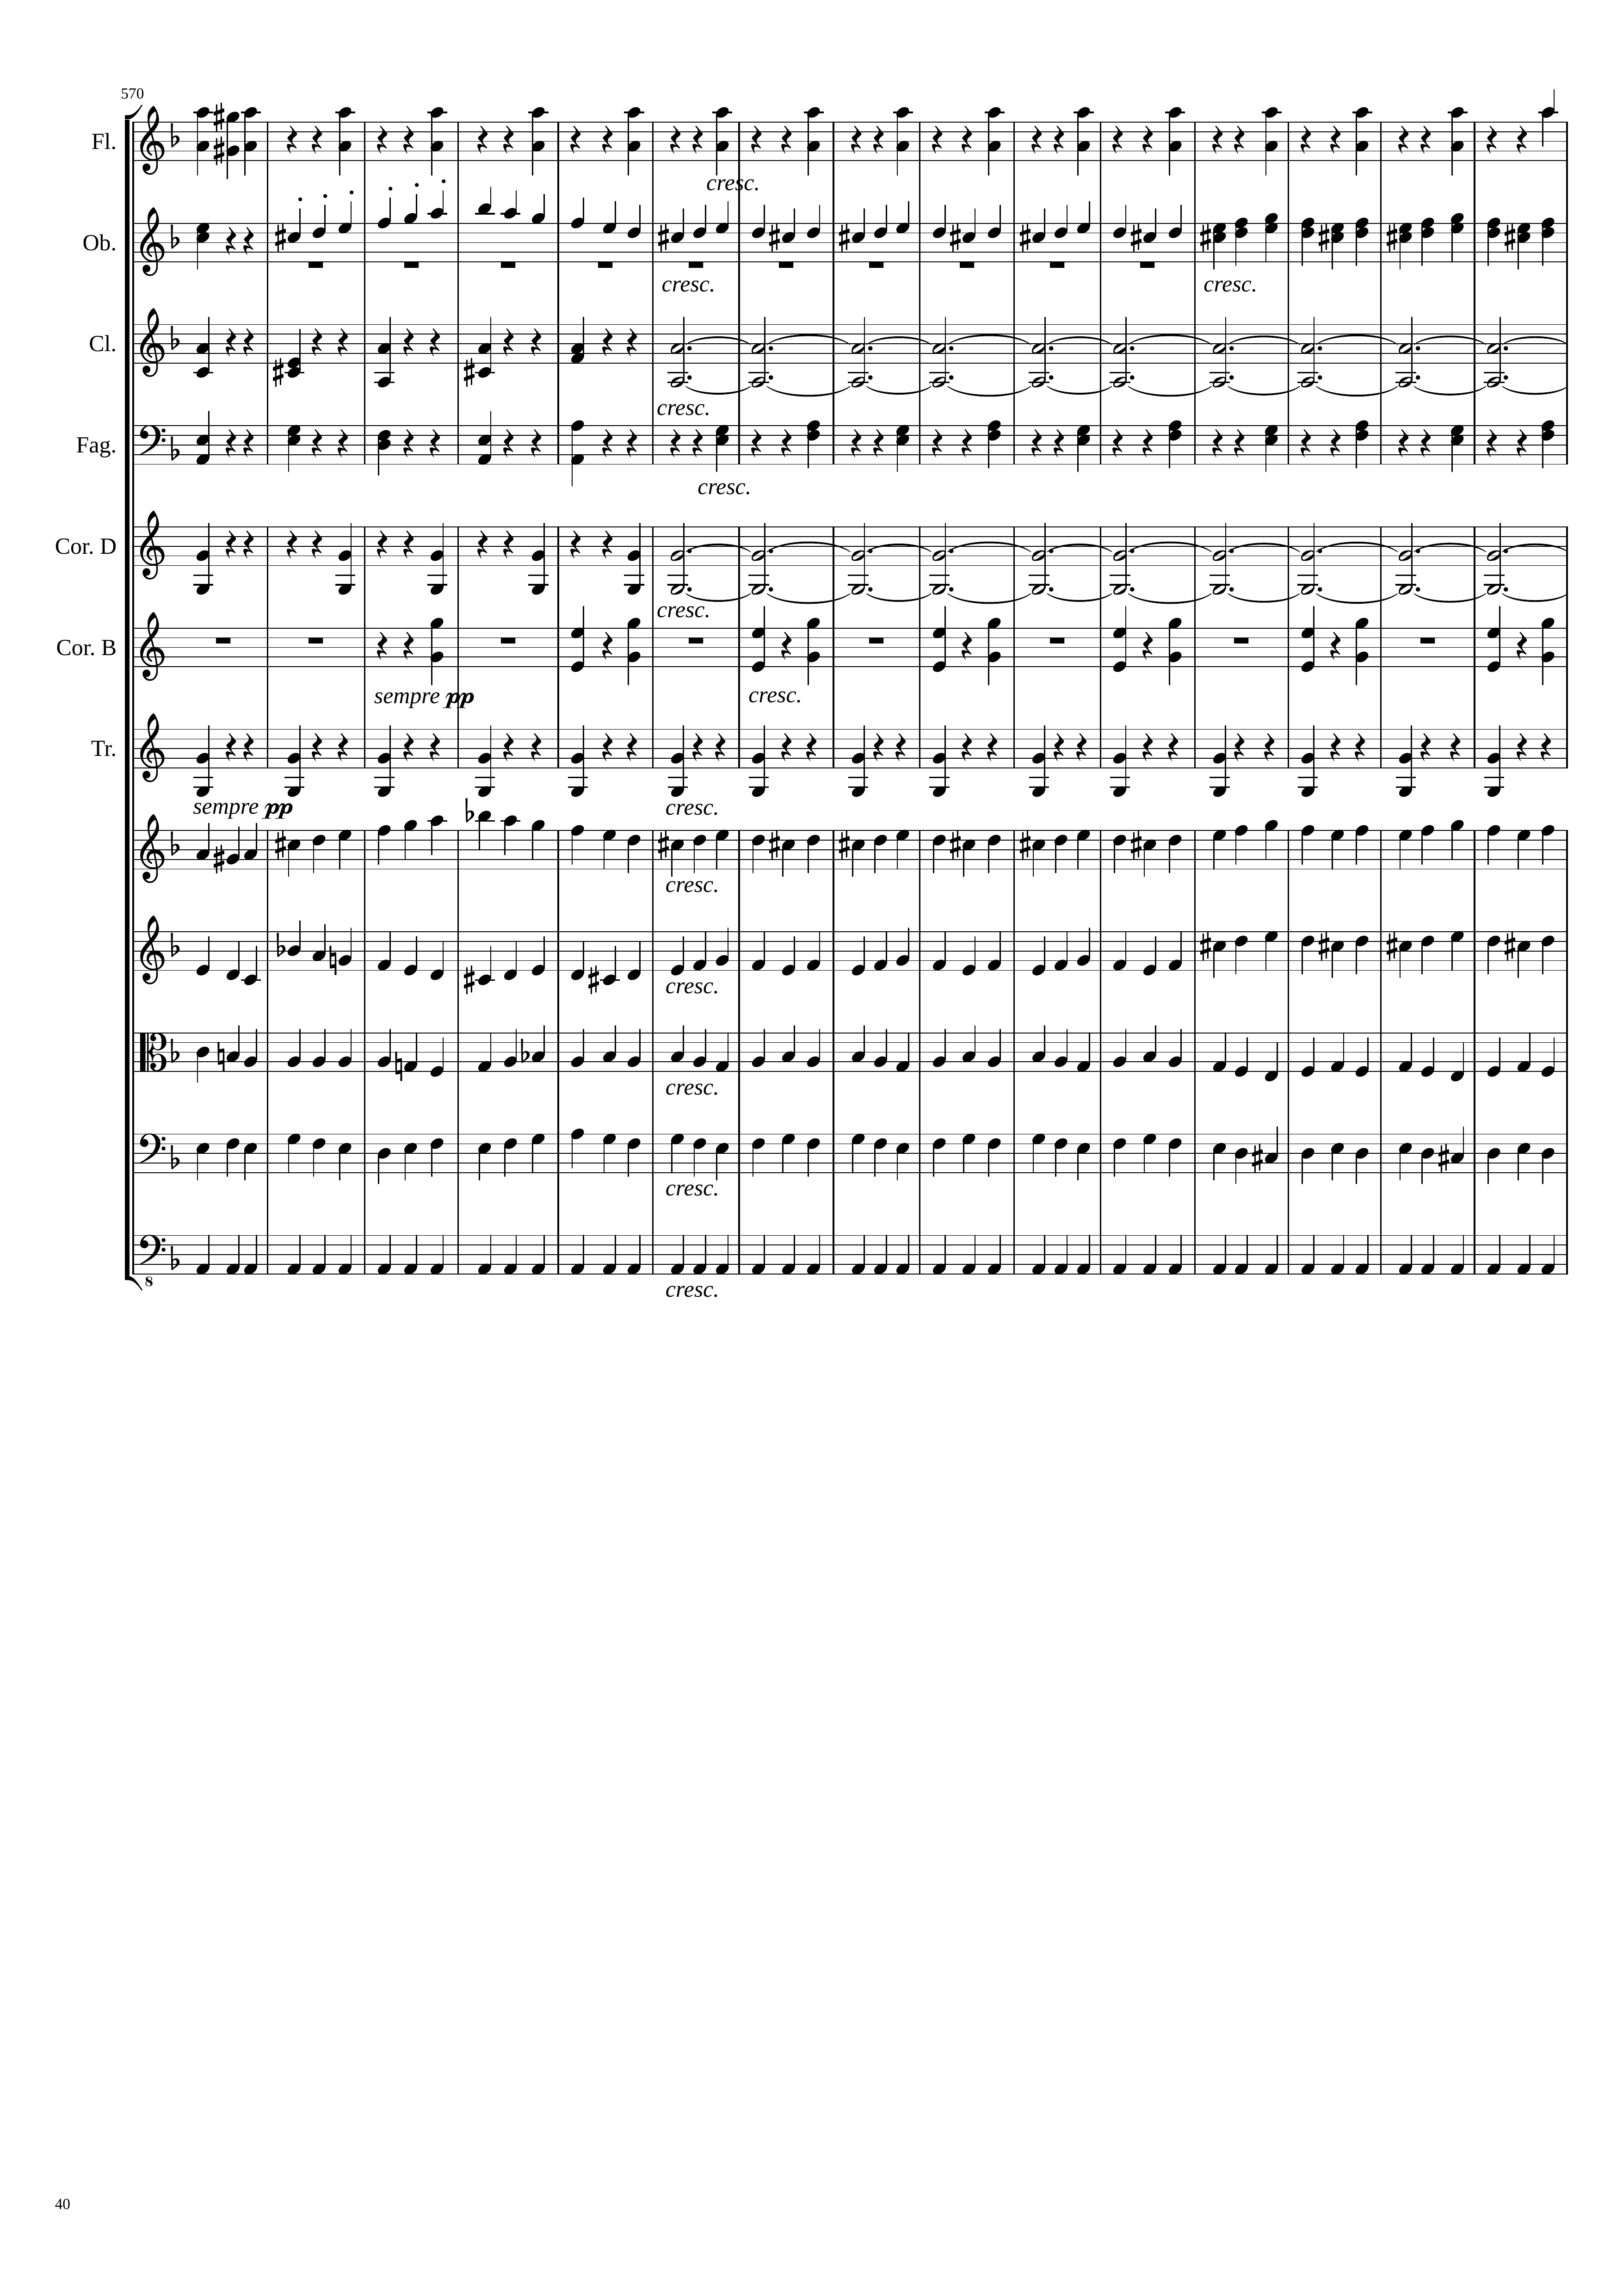 570
Fl.
cresc.
Ob.
cresc. cresc.
Cl.
cresc.
Fag.
cresc.
Cor. D
cresc.
Cor. B
sempre pp cresc.
Tr.
sempre pp cresc.
cresc.
cresc.
cresc.
cresc.
8
cresc.
40